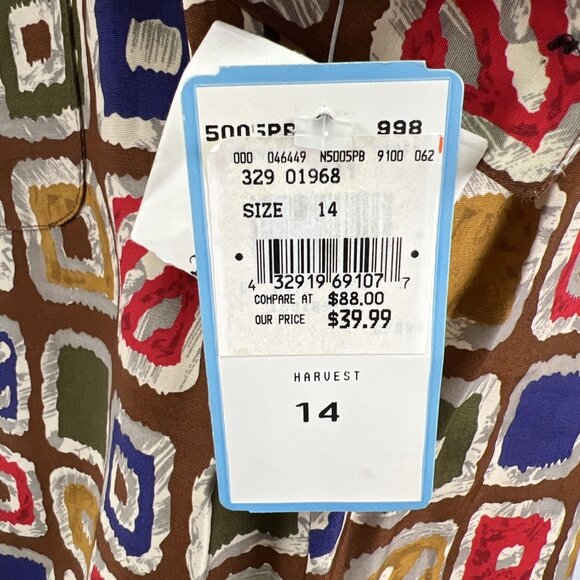 5005PB 998
000 046449 N5005PB 9100 062
329 01968
SIZE 14
4 32919 69107 7
COMPARE AT $88.00
OUR PRICE $39.99
HARVEST
14